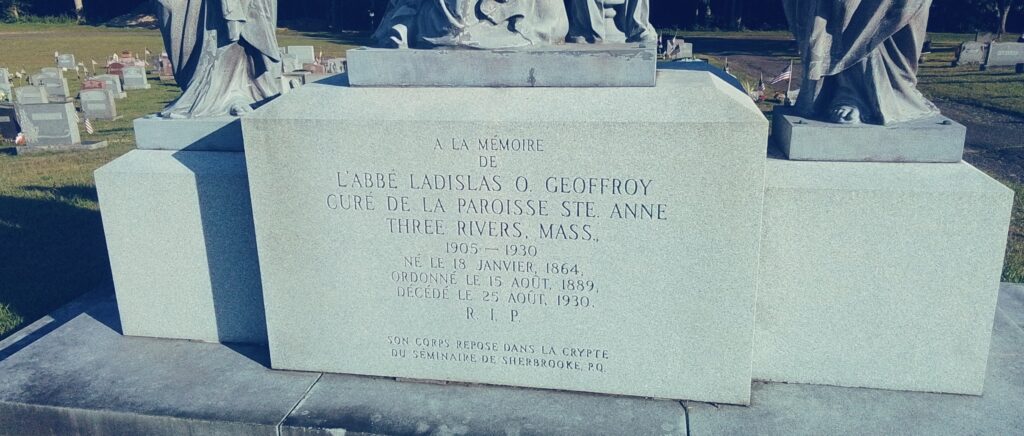 A LA MÉMOIRE
DE
L'ABBÉ LADISLAS O. GEOFFROY
CURÉ DE LA PAROISSE STE. ANNE
THREE RIVERS, MASS.,
1905 — 1930
NÉ LE 18 JANVIER, 1864,
ORDONNÉ LE 15 AOÛT, 1889,
DÉCÉDÉ LE 25 AOÛT, 1930.
R. I. P.
SON CORPS REPOSE DANS LA CRYPTE
DU SÉMINAIRE DE SHERBROOKE, P.Q.